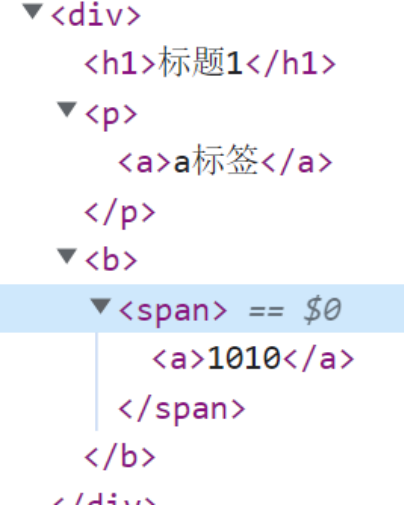 <div>
<h1>标题1</h1>
<p>
<a>a标签</a>
</p>
<b>
<span> == $0
<a>1010</a>
</span>
</b>
</div>